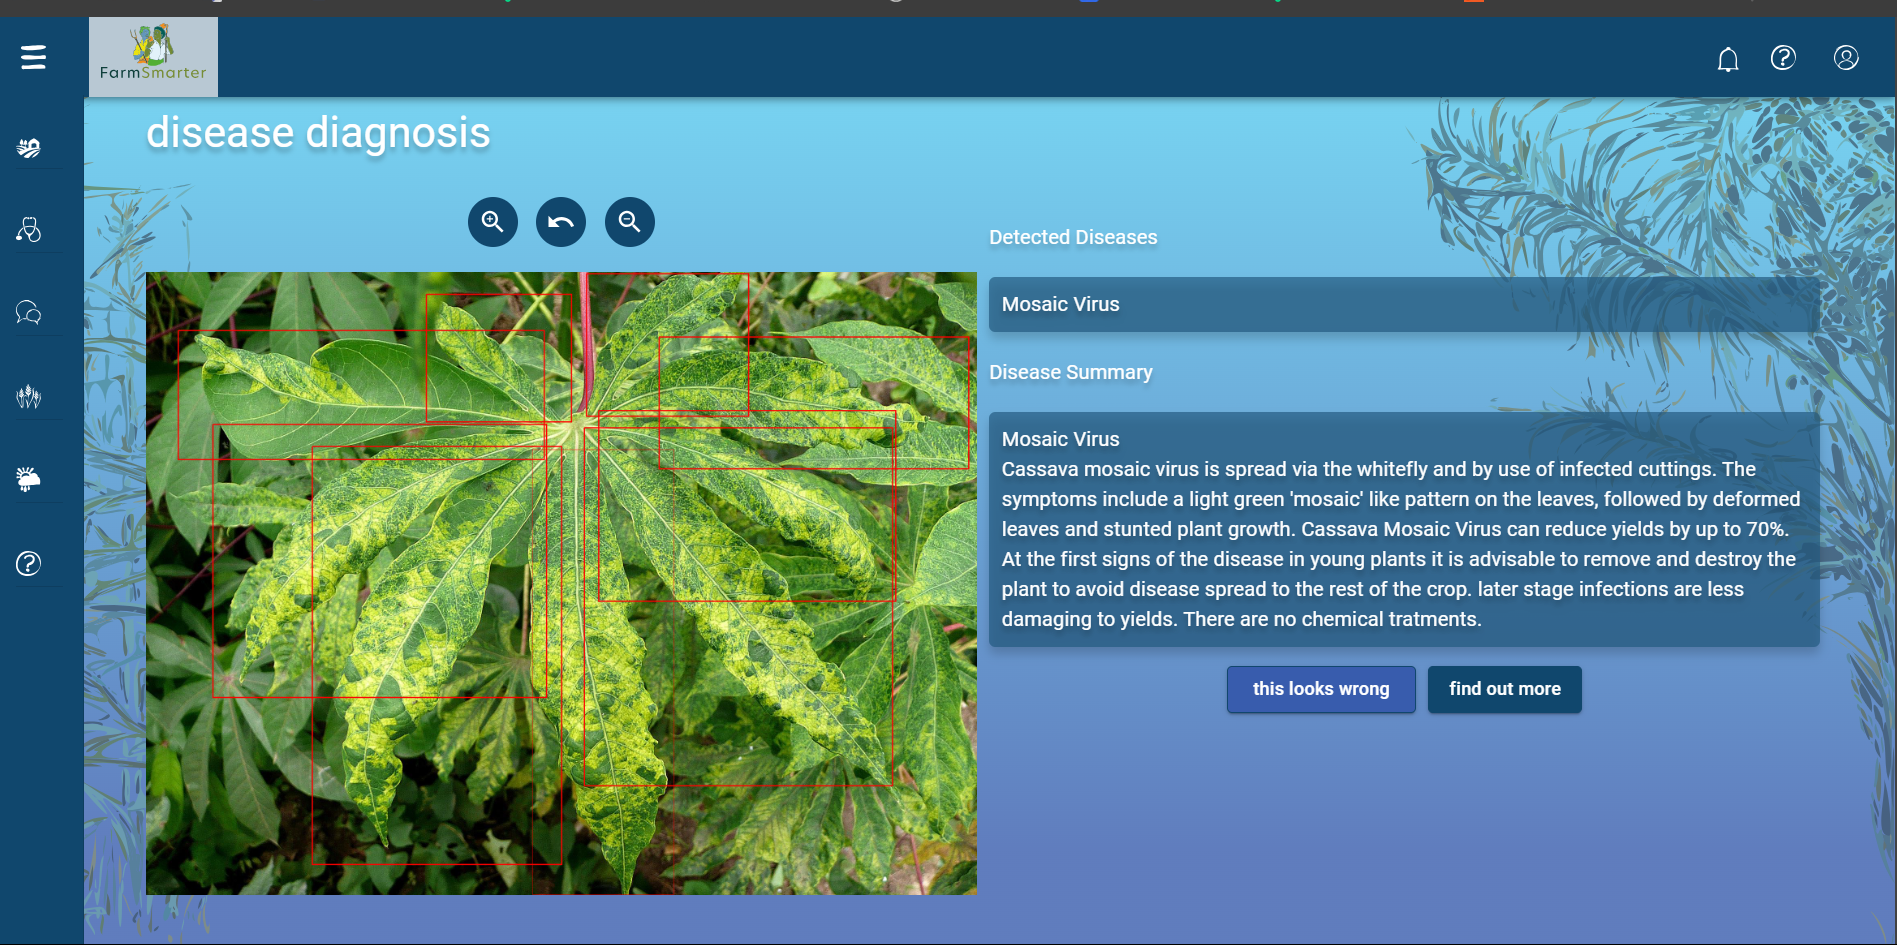 FarmSmarter
disease diagnosis
Detected Diseases
Mosaic Virus
Disease Summary
Mosaic Virus
Cassava mosaic virus is spread via the whitefly and by use of infected cuttings. The
symptoms include a light green 'mosaic' like pattern on the leaves, followed by deformed
leaves and stunted plant growth. Cassava Mosaic Virus can reduce yields by up to 70%.
At the first signs of the disease in young plants it is advisable to remove and destroy the
plant to avoid disease spread to the rest of the crop. later stage infections are less
damaging to yields. There are no chemical tratments.
this looks wrong
find out more